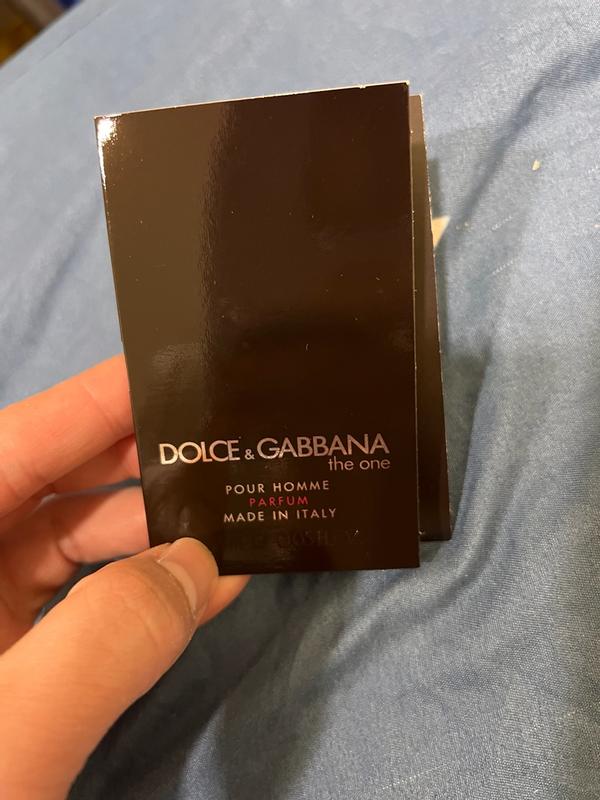 DOLCE & GABBANA
the one
POUR HOMME
PARFUM
MADE IN ITALY